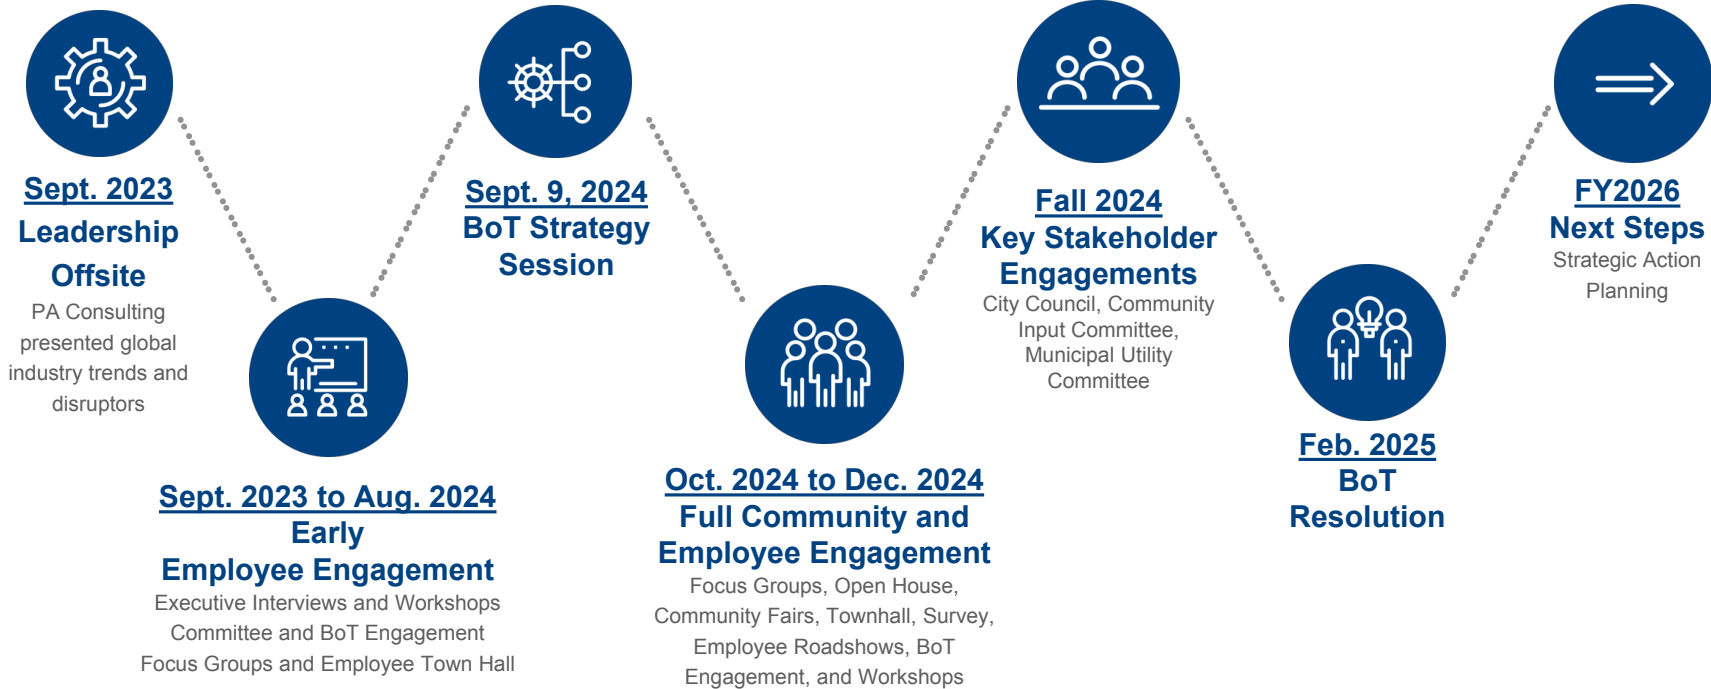 Sept. 2023
Leadership
Offsite
PA Consulting
presented global
industry trends and
disruptors
Sept. 2023 to Aug. 2024
Early
Employee Engagement
Executive Interviews and Workshops
Committee and BoT Engagement
Focus Groups and Employee Town Hall
Sept. 9, 2024
BoT Strategy
Session
Oct. 2024 to Dec. 2024
Full Community and
Employee Engagement
Focus Groups, Open House,
Community Fairs, Townhall, Survey,
Employee Roadshows, BoT
Engagement, and Workshops
Fall 2024
Key Stakeholder
Engagements
City Council, Community
Input Committee,
Municipal Utility
Committee
Feb. 2025
BoT
Resolution
FY2026
Next Steps
Strategic Action
Planning